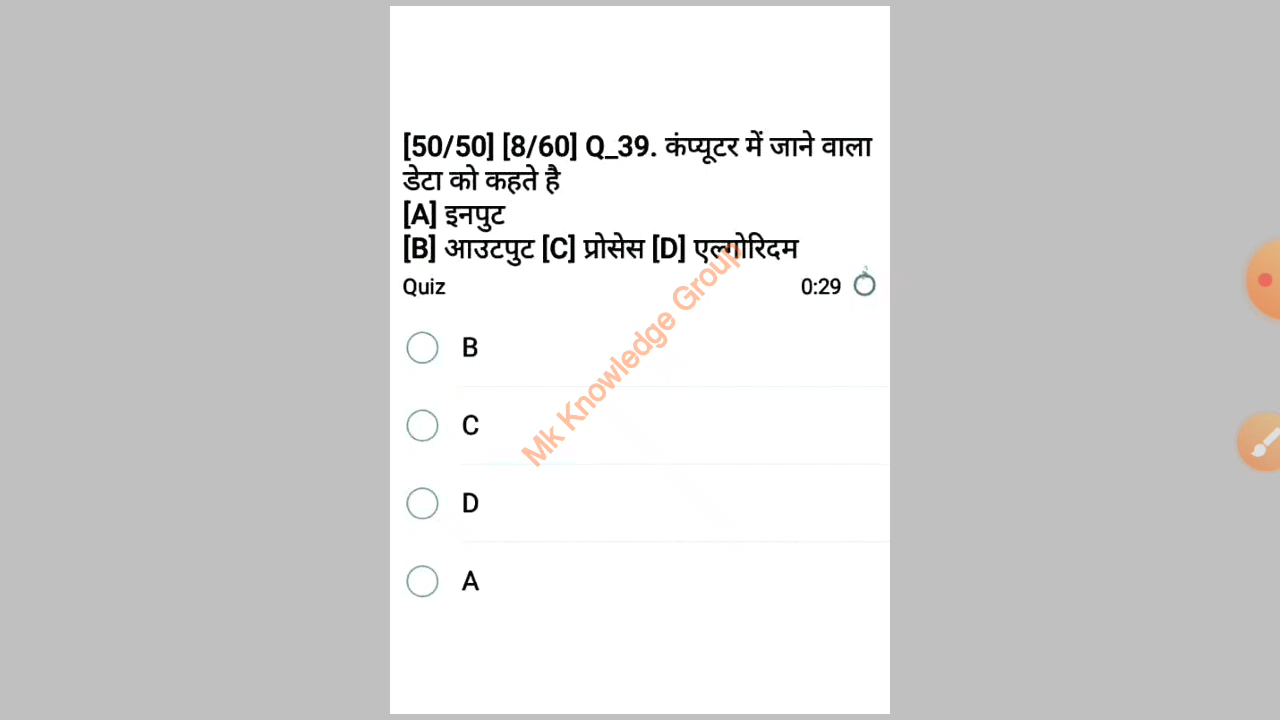 [50/50] [8/60] Q_39. कंप्यूटर में जाने वाला
डेटा को कहते है
[A] इनपुट
[B] आउटपुट [C] प्रोसेस [D] एल्गोरिदम
Quiz 0:29
B
C
D
A
Mk Knowledge Group